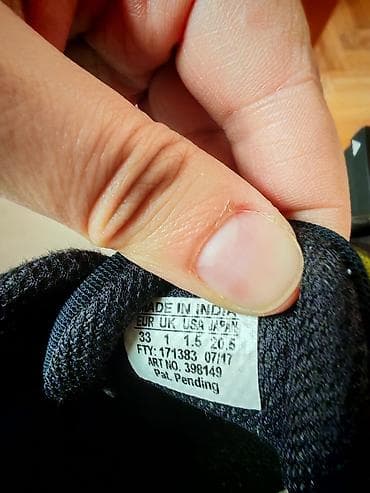 MADE IN INDIA
EUR UK USA JAPAN
33 1 1.5 20.5
FTY: 171383 07/17
ART NO. 398149
Pat. Pending